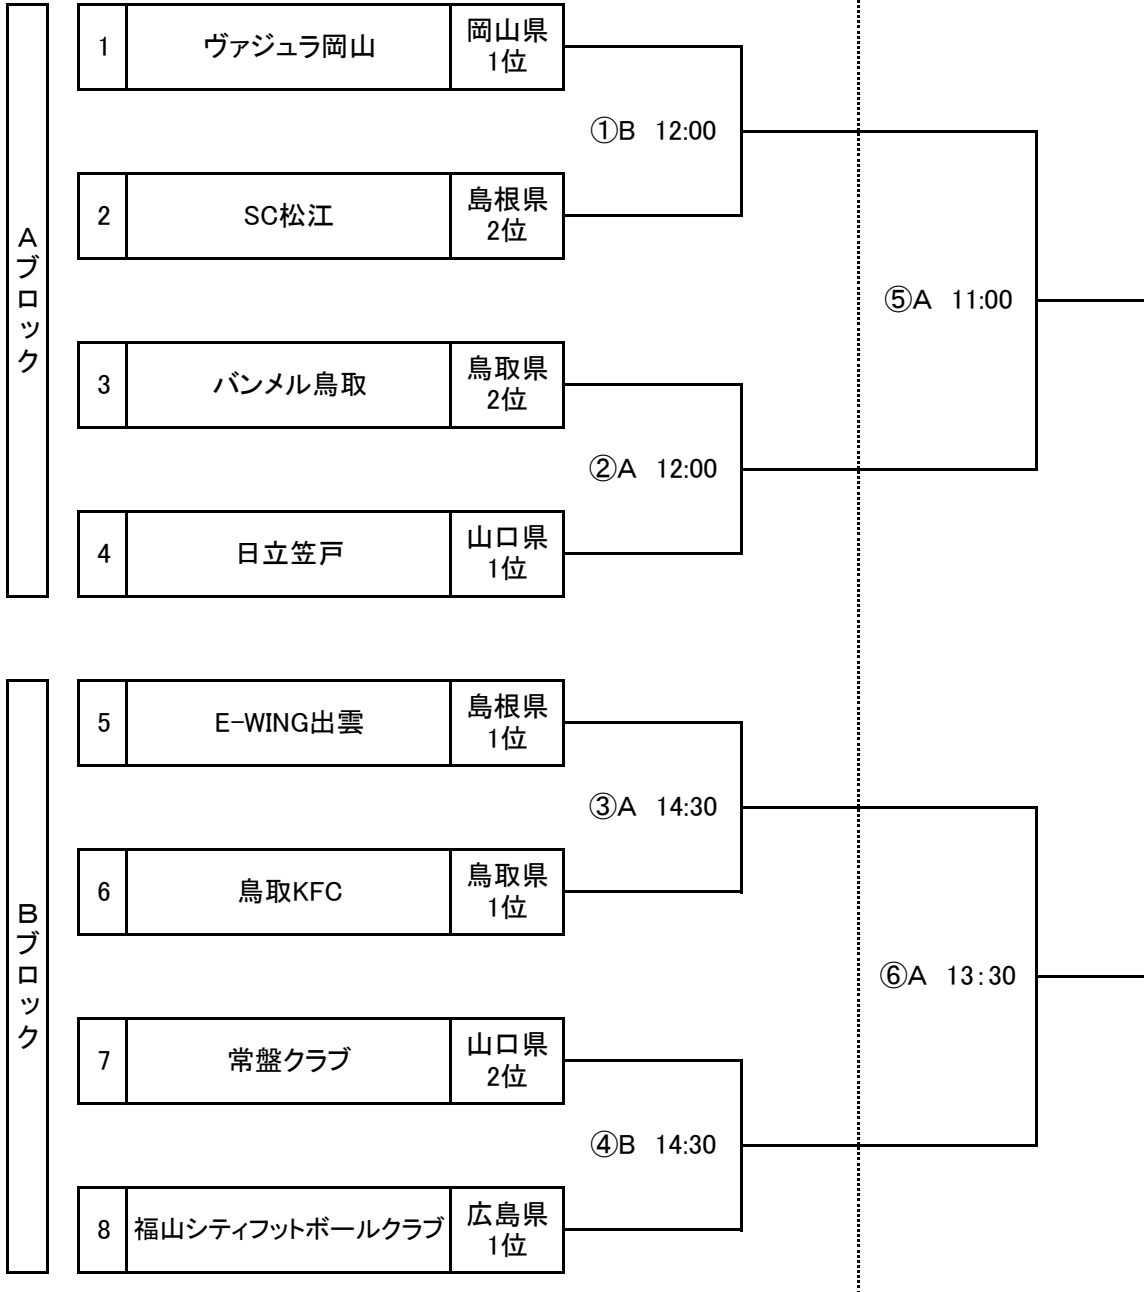 Aブロック
1
ヴァジュラ岡山
岡山県
1位
①B 12:00
2
SC松江
島根県
2位
⑤A 11:00
3
バンメル鳥取
鳥取県
2位
②A 12:00
4
日立笠戸
山口県
1位
Bブロック
5
E-WING出雲
島根県
1位
③A 14:30
6
鳥取KFC
鳥取県
1位
⑥A 13:30
7
常盤クラブ
山口県
2位
④B 14:30
8
福山シティフットボールクラブ
広島県
1位